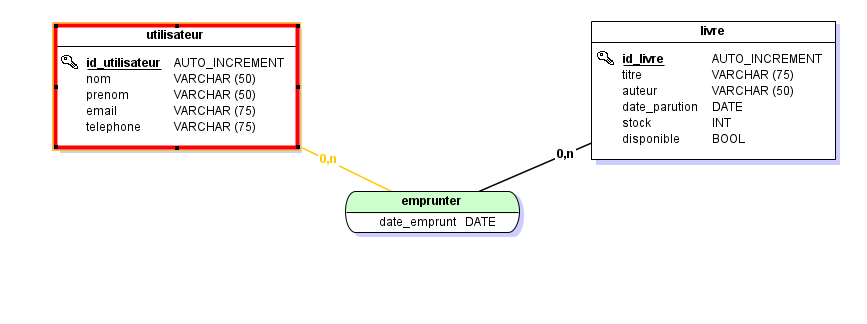 utilisateur
id_utilisateur AUTO_INCREMENT
nom VARCHAR (50)
prenom VARCHAR (50)
email VARCHAR (75)
telephone VARCHAR (75)
livre
id_livre AUTO_INCREMENT
titre VARCHAR (75)
auteur VARCHAR (50)
date_parution DATE
stock INT
disponible BOOL
0,n
0,n
emprunter
date_emprunt DATE